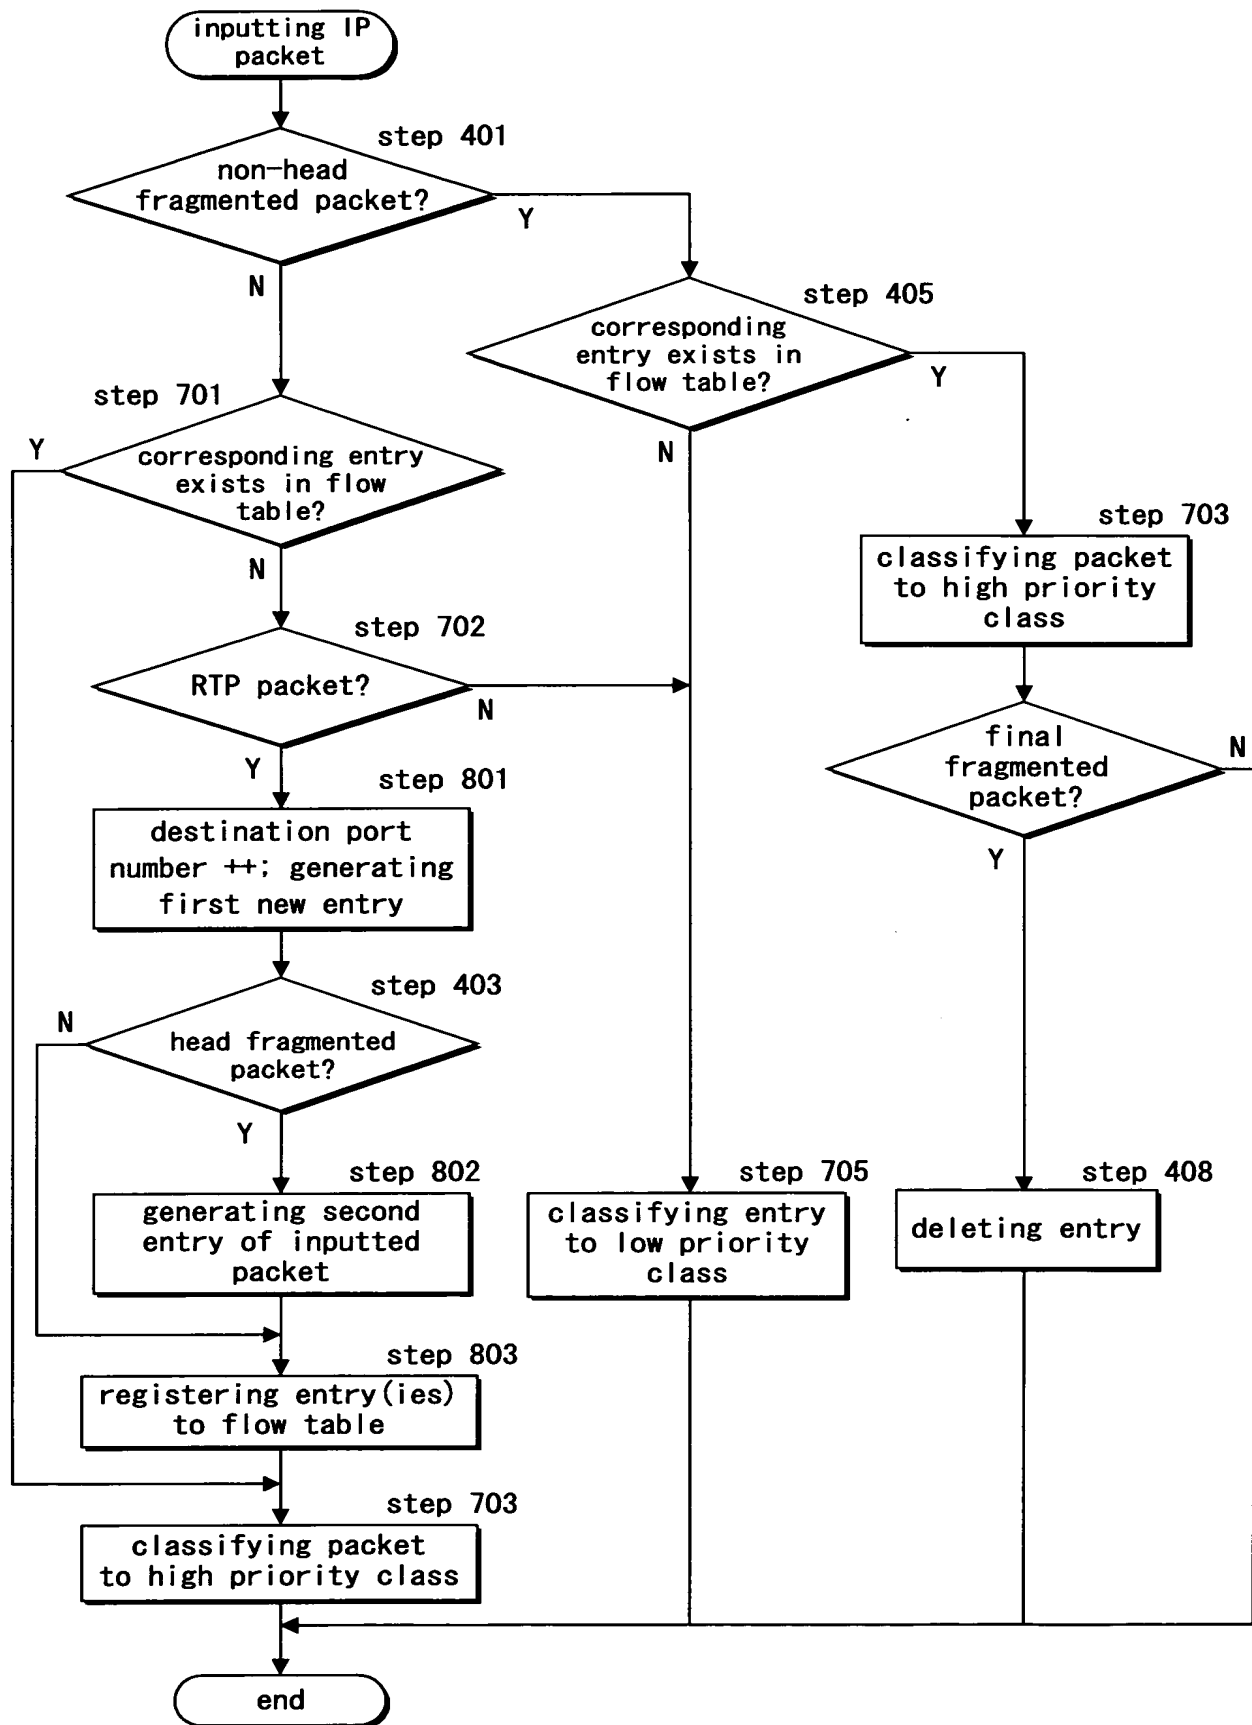 inputting IP
packet
step 401
non-head
fragmented packet?
Y
N
step 405
corresponding
entry exists in
flow table?
Y
N
step 701
Y
corresponding entry
exists in flow
table?
N
step 703
classifying packet
to high priority
class
step 702
RTP packet?
N
Y
final
fragmented
packet?
N
Y
step 801
destination port
number ++; generating
first new entry
step 403
N
head fragmented
packet?
Y
step 802
generating second
entry of inputted
packet
step 705
classifying entry
to low priority
class
step 408
deleting entry
step 803
registering entry(ies)
to flow table
step 703
classifying packet
to high priority class
end